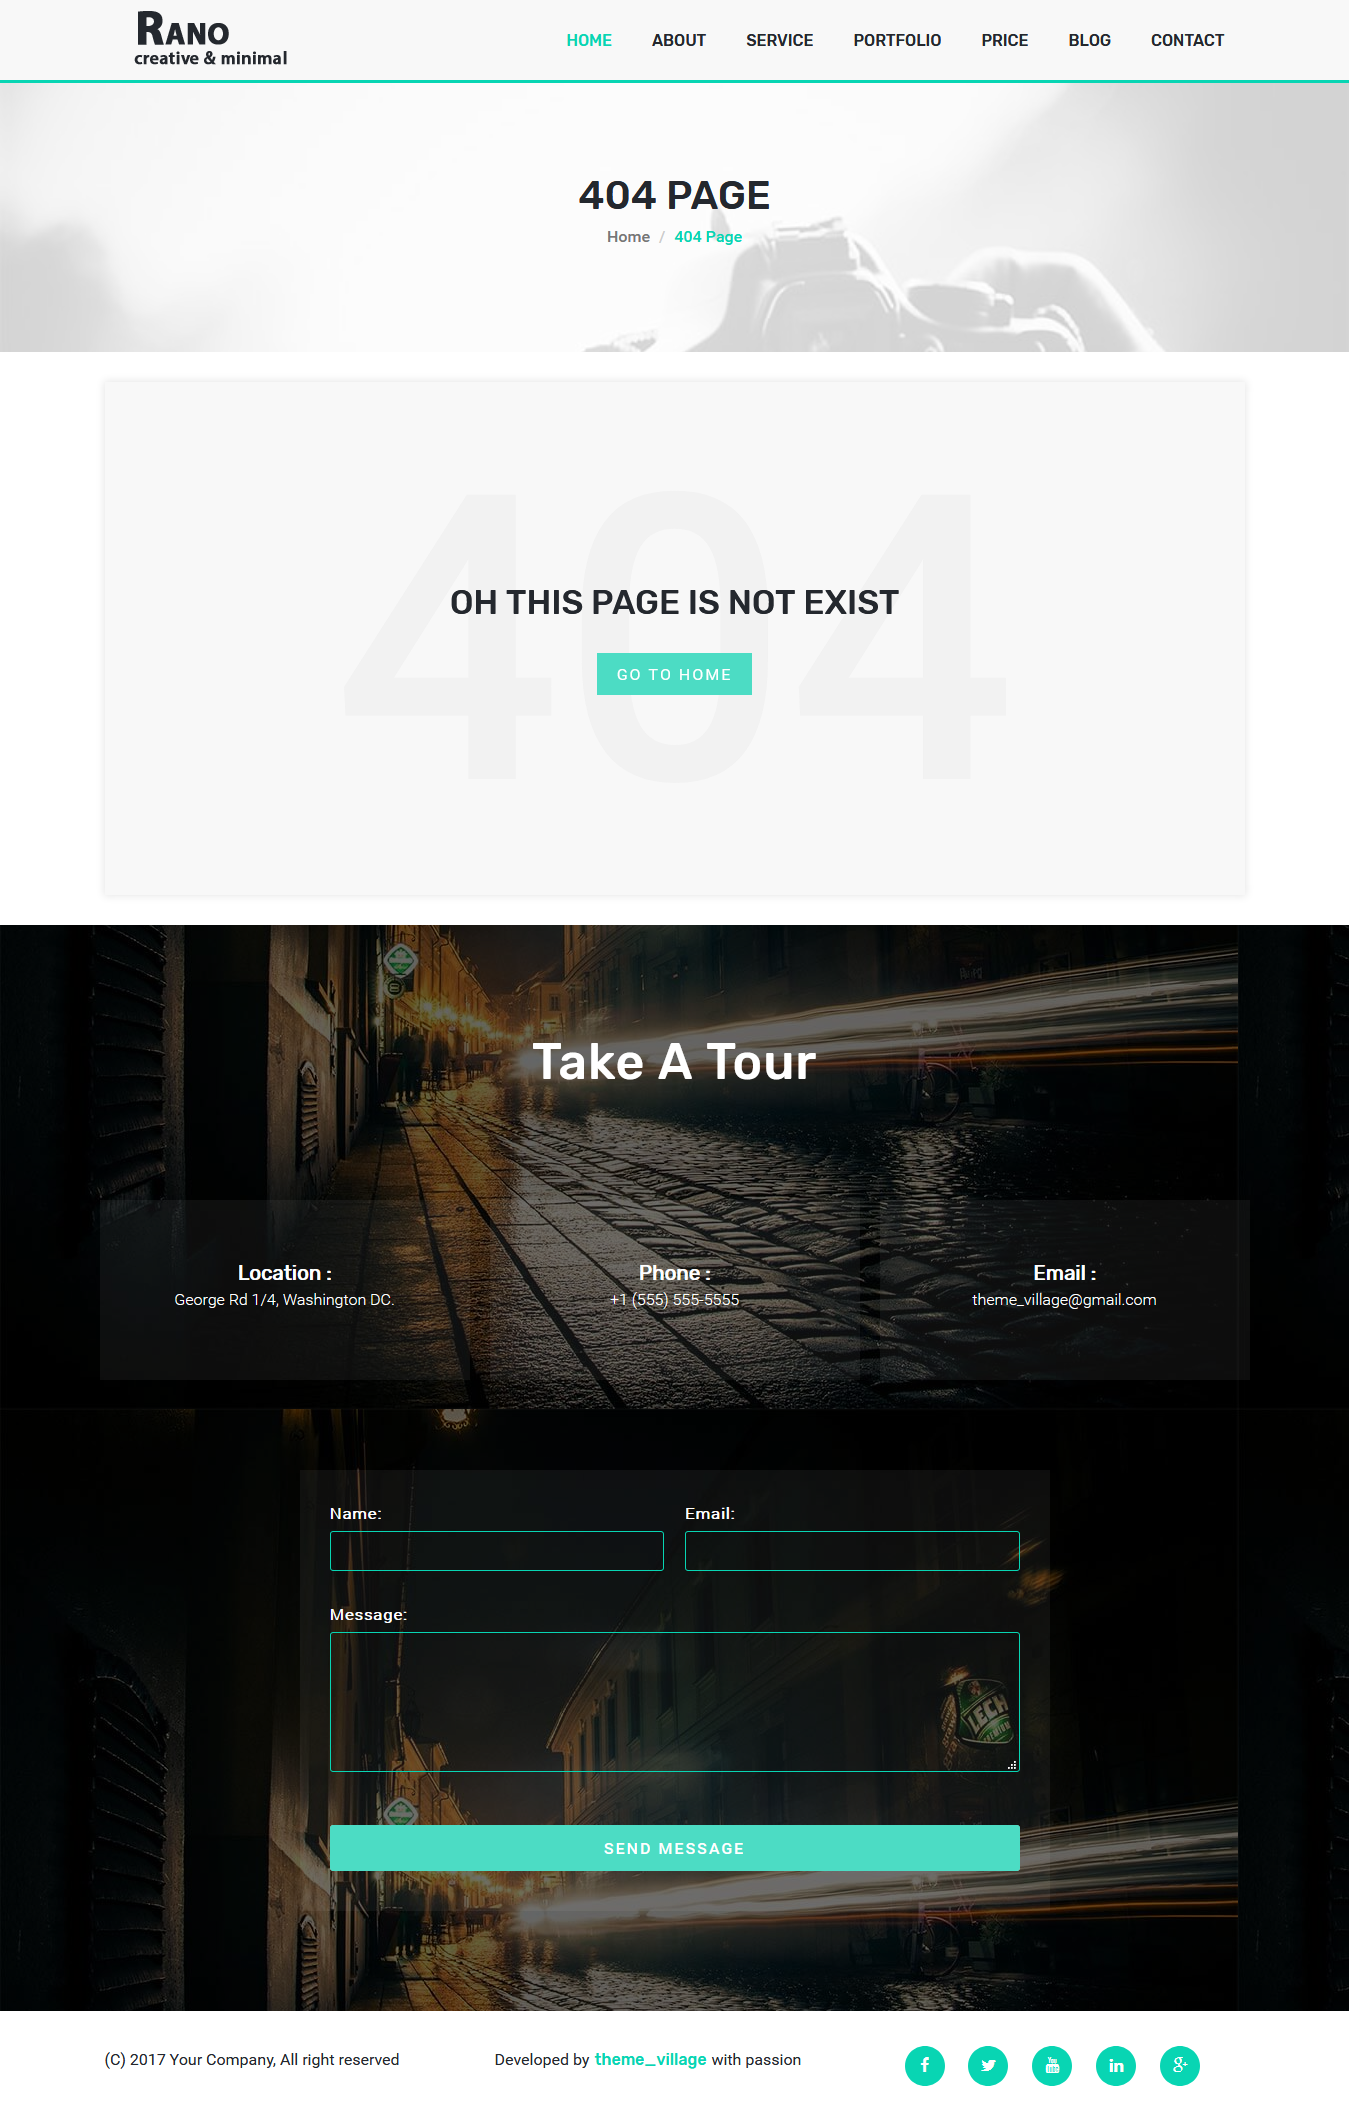 RANO
creative & minimal
HOME ABOUT SERVICE PORTFOLIO PRICE BLOG CONTACT
404 PAGE
Home / 404 Page
404
OH THIS PAGE IS NOT EXIST
GO TO HOME
Take A Tour
Location :
George Rd 1/4, Washington DC.
Phone :
+1 (555) 555-5555
Email :
theme_village@gmail.com
Name:
Email:
Message:
LECH
SEND MESSAGE
(C) 2017 Your Company, All right reserved
Developed by theme_village with passion